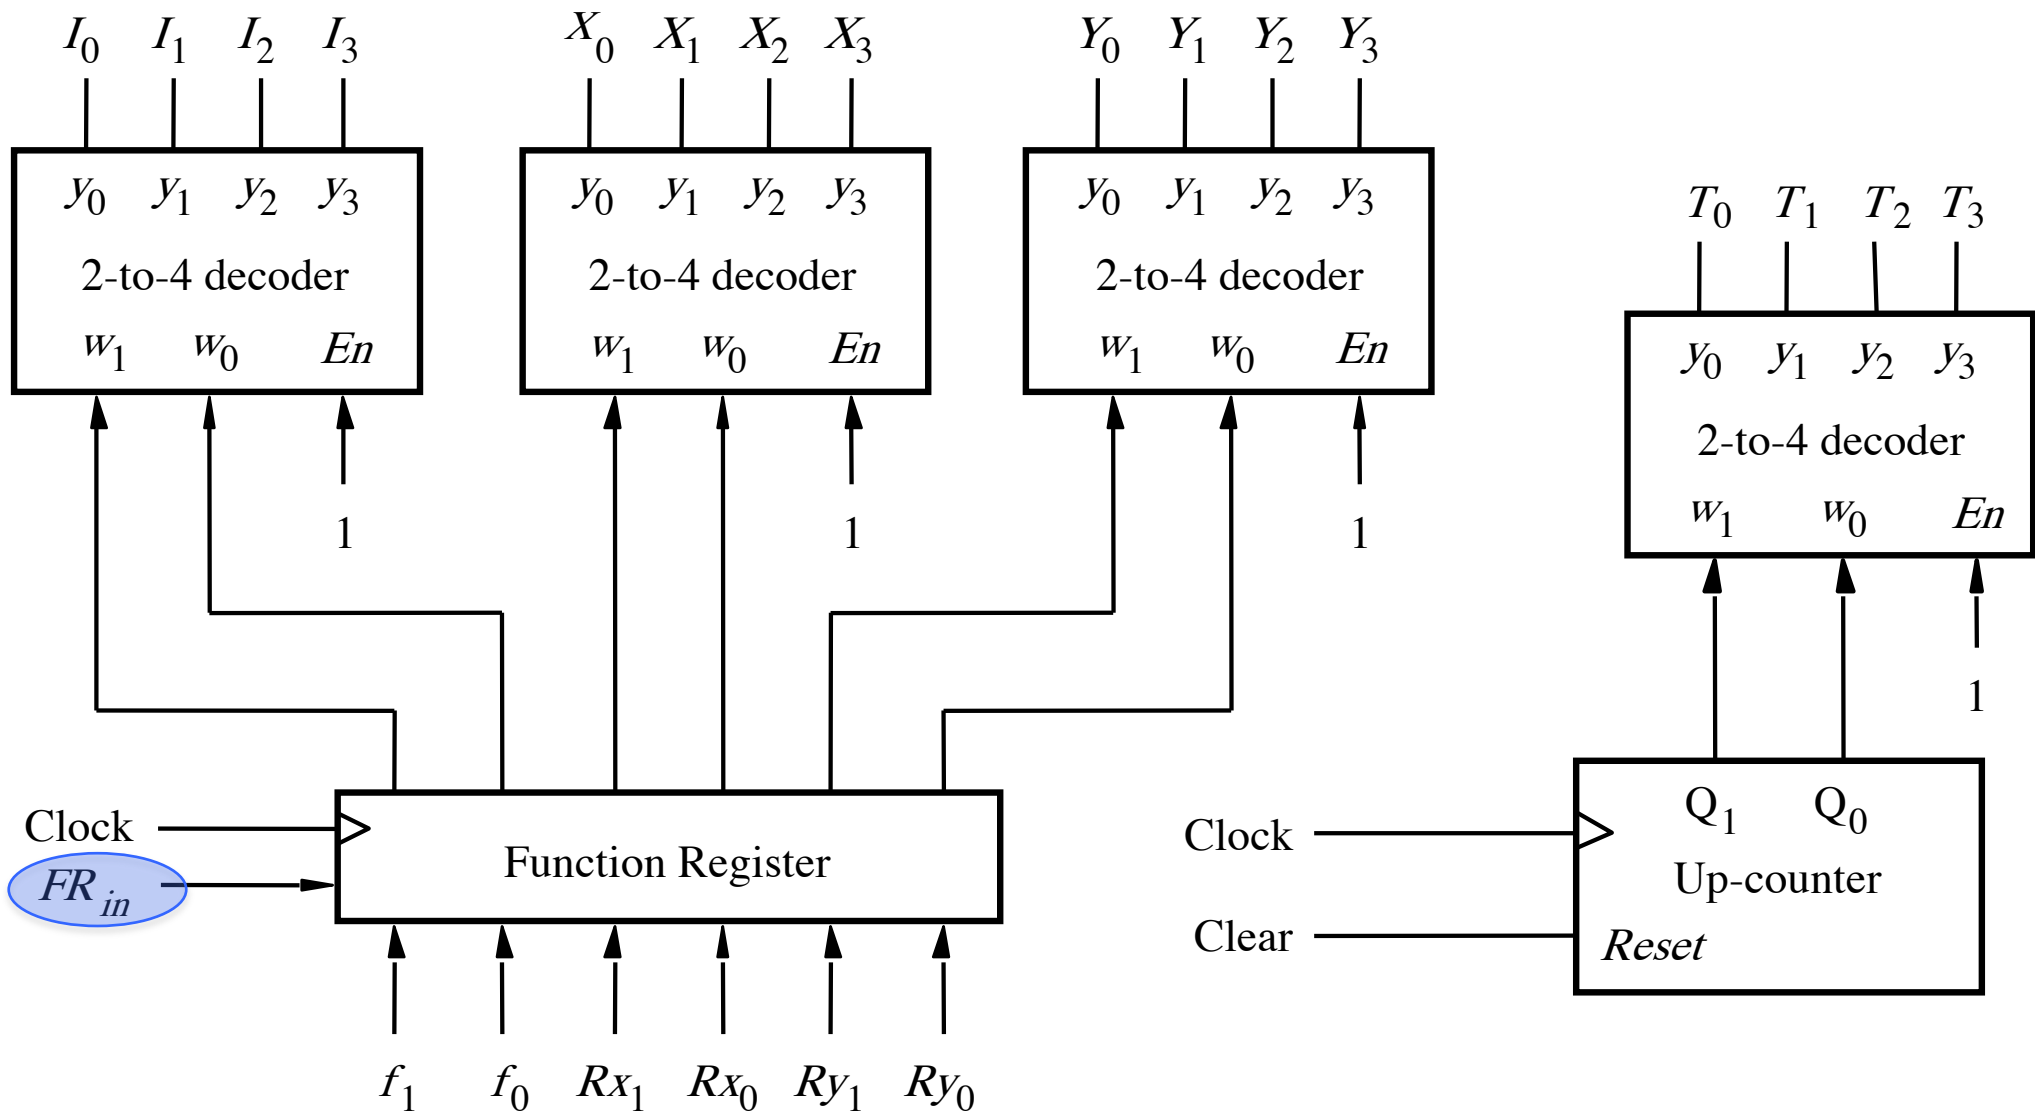 I0 I1 I2 I3 X0 X1 X2 X3 Y0 Y1 Y2 Y3
y0 y1 y2 y3 y0 y1 y2 y3 y0 y1 y2 y3 T0 T1 T2 T3
2-to-4 decoder 2-to-4 decoder 2-to-4 decoder
w1 w0 En w1 w0 En w1 w0 En y0 y1 y2 y3
2-to-4 decoder
1 1 1 w1 w0 En
1
Clock Q1 Q0
Function Register Clock
FR in Up-counter
Clear Reset
f1 f0 Rx1 Rx0 Ry1 Ry0